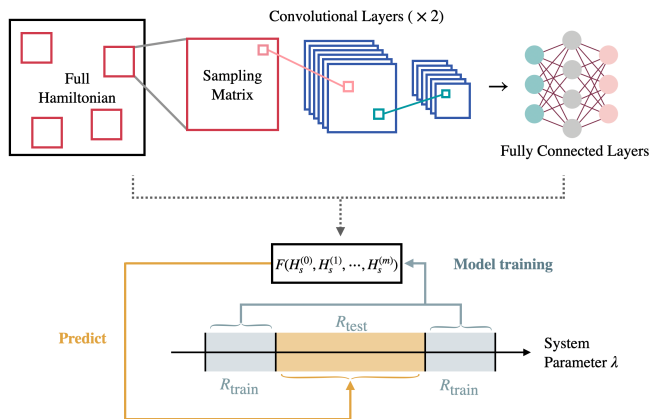 Convolutional Layers ( × 2)
Full
Hamiltonian
Sampling
Matrix
→
Fully Connected Layers
F(H_s^{(0)}, H_s^{(1)}, ⋯, H_s^{(m)})
Model training
Predict
R_test
System
Parameter λ
R_train
R_train